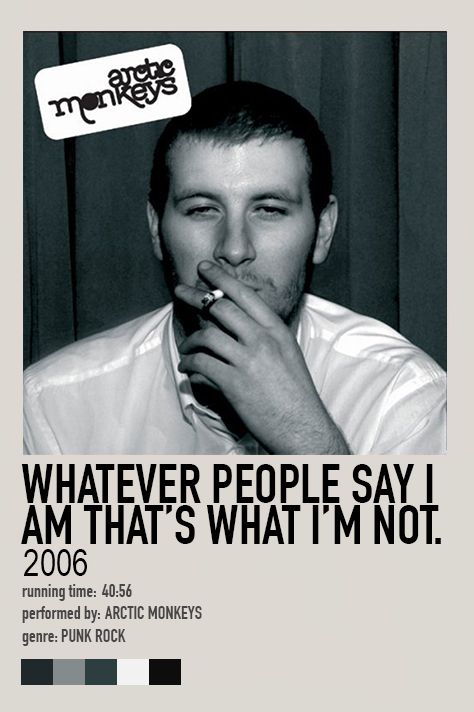 arctic
monkeys
WHATEVER PEOPLE SAY I
AM THAT'S WHAT I'M NOT.
2006
running time: 40:56
performed by: ARCTIC MONKEYS
genre: PUNK ROCK